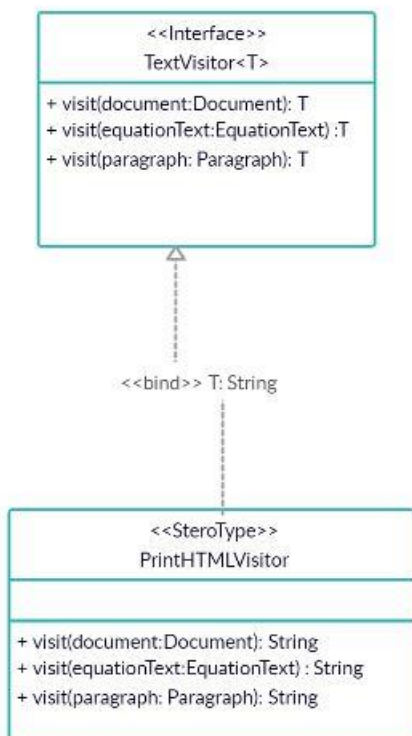 <<Interface>>
TextVisitor<T>
+ visit(document:Document): T
+ visit(equationText:EquationText) :T
+ visit(paragraph: Paragraph): T
<<bind>> T: String
<<SteroType>>
PrintHTMLVisitor
+ visit(document:Document): String
+ visit(equationText:EquationText) : String
+ visit(paragraph: Paragraph): String